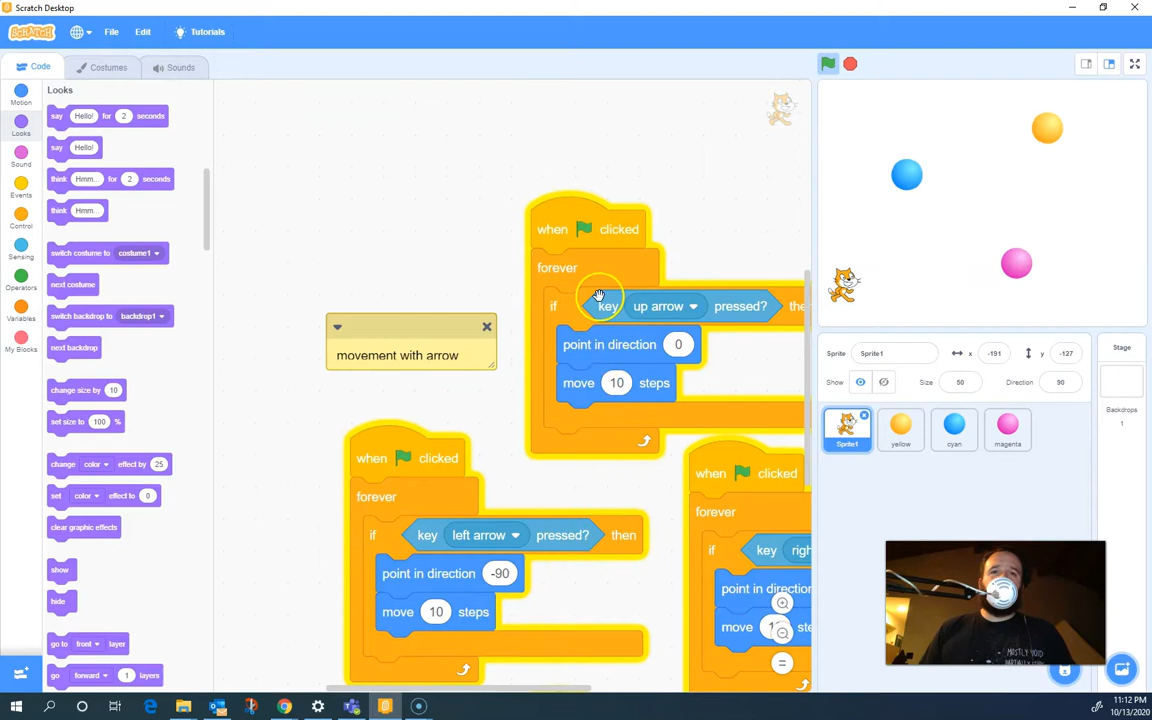 Scratch Desktop
SCRATCH File Edit Tutorials
Code Costumes Sounds
Motion
Looks
Sound
Events
Control
Sensing
Operators
Variables
My Blocks
Looks
say Hello! for 2 seconds
say Hello!
think Hmm... for 2 seconds
think Hmm...
switch costume to costume1
next costume
switch backdrop to backdrop1
next backdrop
change size by 10
set size to 100 %
change color effect by 25
set color effect to 0
clear graphic effects
show
hide
go to front layer
go forward 1 layers
movement with arrow
when clicked
forever
if key up arrow pressed? the
point in direction 0
move 10 steps
when clicked
forever
if key left arrow pressed? then
point in direction -90
move 10 steps
when clicked
forever
if key righ
point in direction
move
Sprite Sprite1 x -191 y -127
Show Size 50 Direction 90
Sprite1 yellow cyan magenta
Stage
Backdrops
1
MOSTLY VOID
PARTIALLY
11:12 PM
10/13/2020